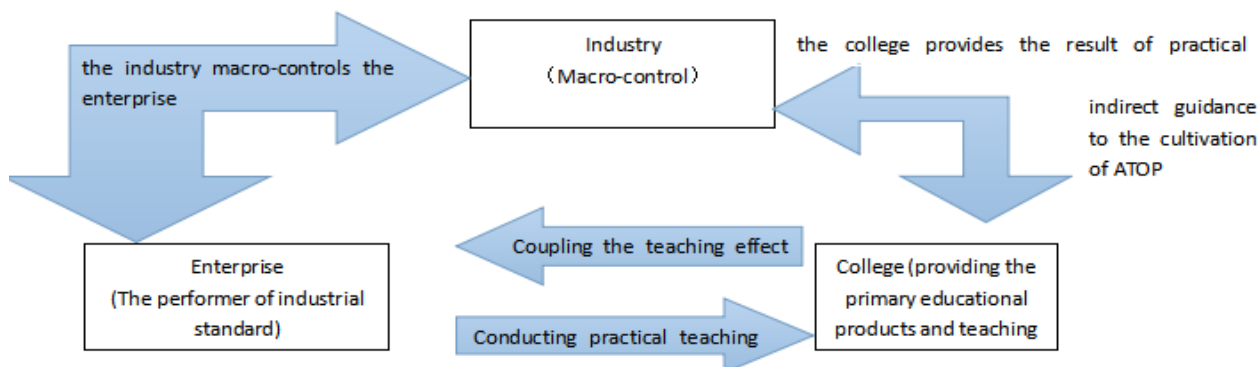 the industry macro-controls the
enterprise
Industry
（Macro-control）
the college provides the result of practical
indirect guidance
to the cultivation
of ATOP
Coupling the teaching effect
Enterprise
(The performer of industrial
standard)
Conducting practical teaching
College (providing the
primary educational
products and teaching